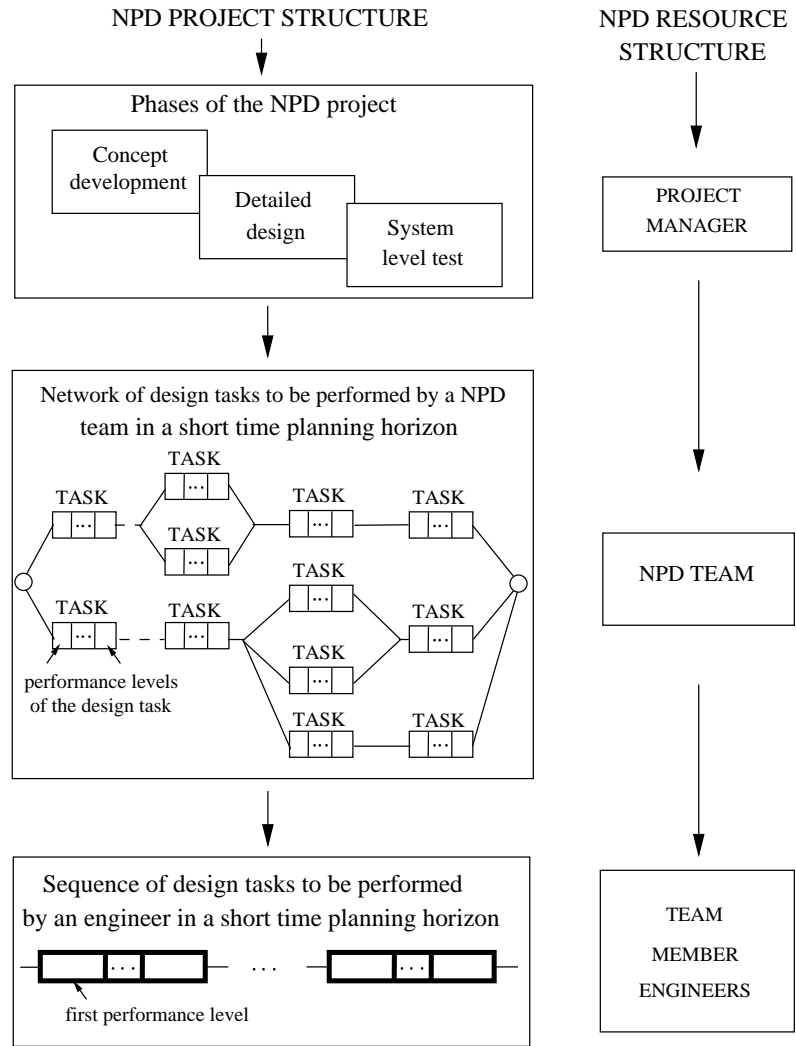 NPD PROJECT STRUCTURE
Phases of the NPD project
Concept
development
Detailed
design
System
level test
Network of design tasks to be performed by a NPD
team in a short time planning horizon
TASK
...
TASK
...
TASK
...
TASK
...
TASK
...
TASK
...
TASK
...
TASK
...
TASK
...
TASK
...
TASK
...
TASK
...
performance levels
of the design task
Sequence of design tasks to be performed
by an engineer in a short time planning horizon
... ... ...
first performance level
NPD RESOURCE
STRUCTURE
PROJECT
MANAGER
NPD TEAM
TEAM
MEMBER
ENGINEERS